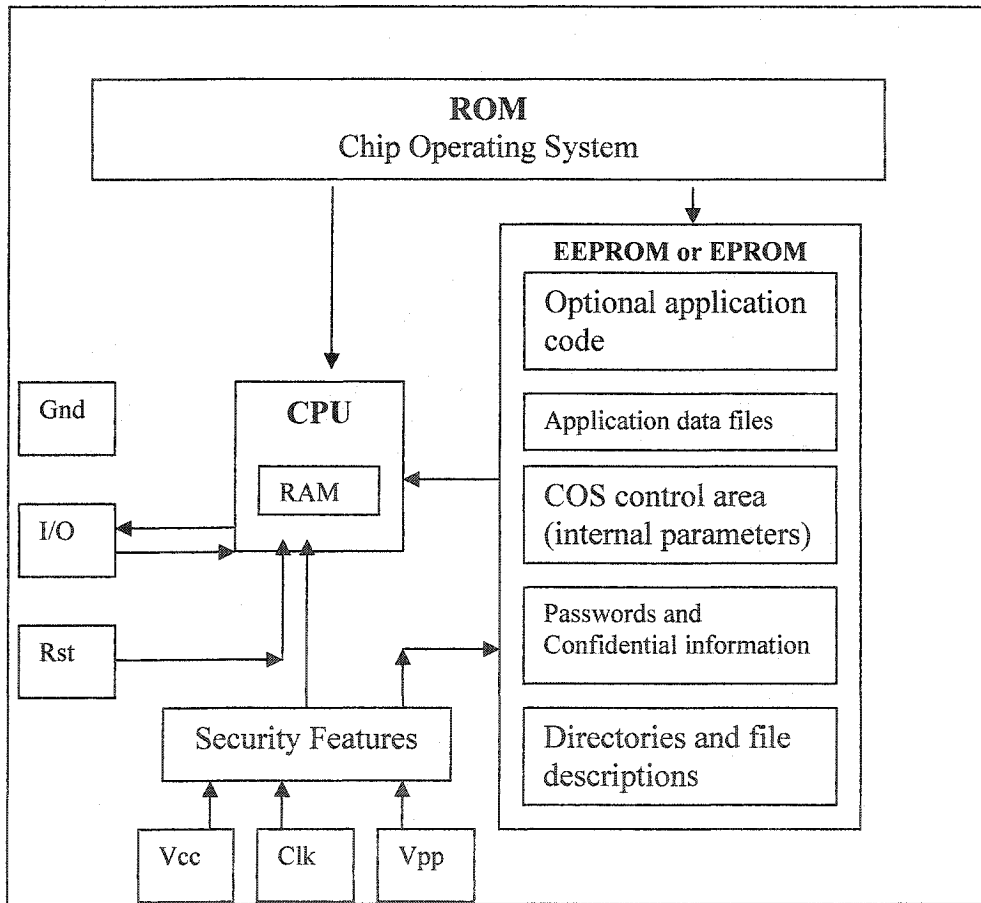 ROM
Chip Operating System
EEPROM or EPROM
Optional application
code
Application data files
COS control area
(internal parameters)
Passwords and
Confidential information
Directories and file
descriptions
Gnd
CPU
RAM
I/O
Rst
Security Features
Vcc
Clk
Vpp